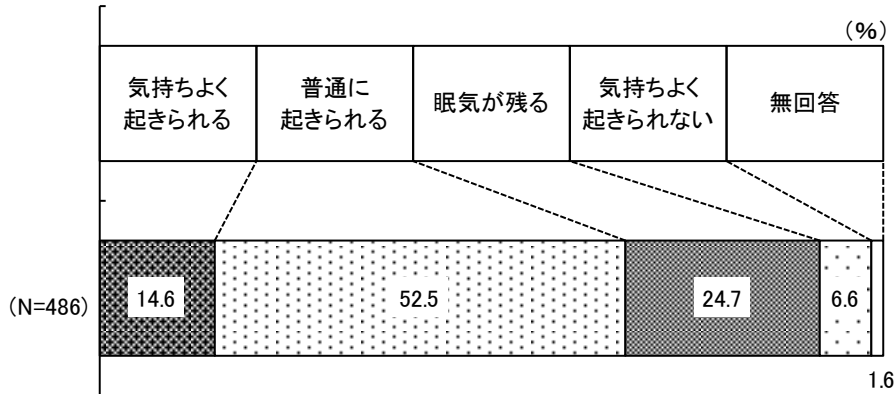 （％）
気持ちよく
起きられる
普通に
起きられる
眠気が残る
気持ちよく
起きられない
無回答
(N=486)
14.6
52.5
24.7
6.6
1.6